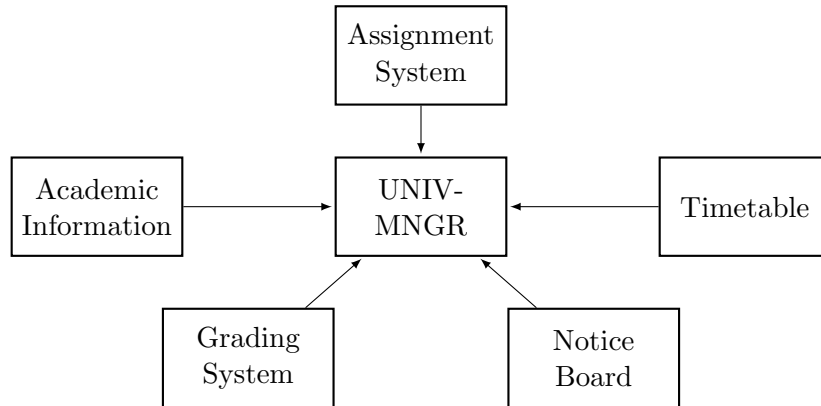 Assignment
System
Academic
Information
UNIV-
MNGR
Timetable
Grading
System
Notice
Board